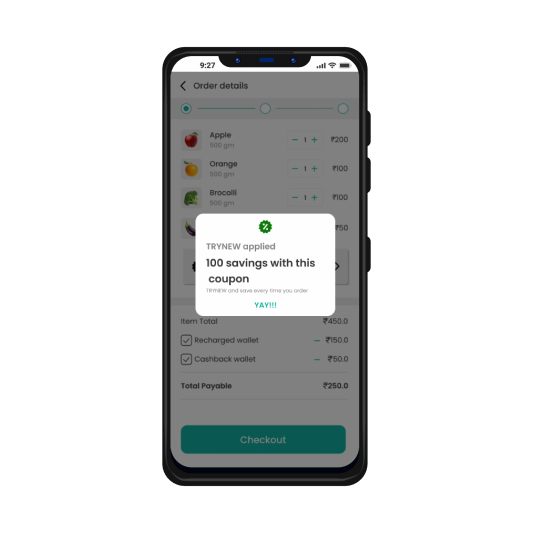 9:27
Order details
Apple
500 gm
1
₹200
Orange
500 gm
1
₹100
Brocolli
500 gm
1
₹100
₹50
TRYNEW applied
100 savings with this
coupon
TRYNEW and save every time you order
YAY!!!
Item Total
₹450.0
Recharged wallet
– ₹150.0
Cashback wallet
– ₹50.0
Total Payable
₹250.0
Checkout